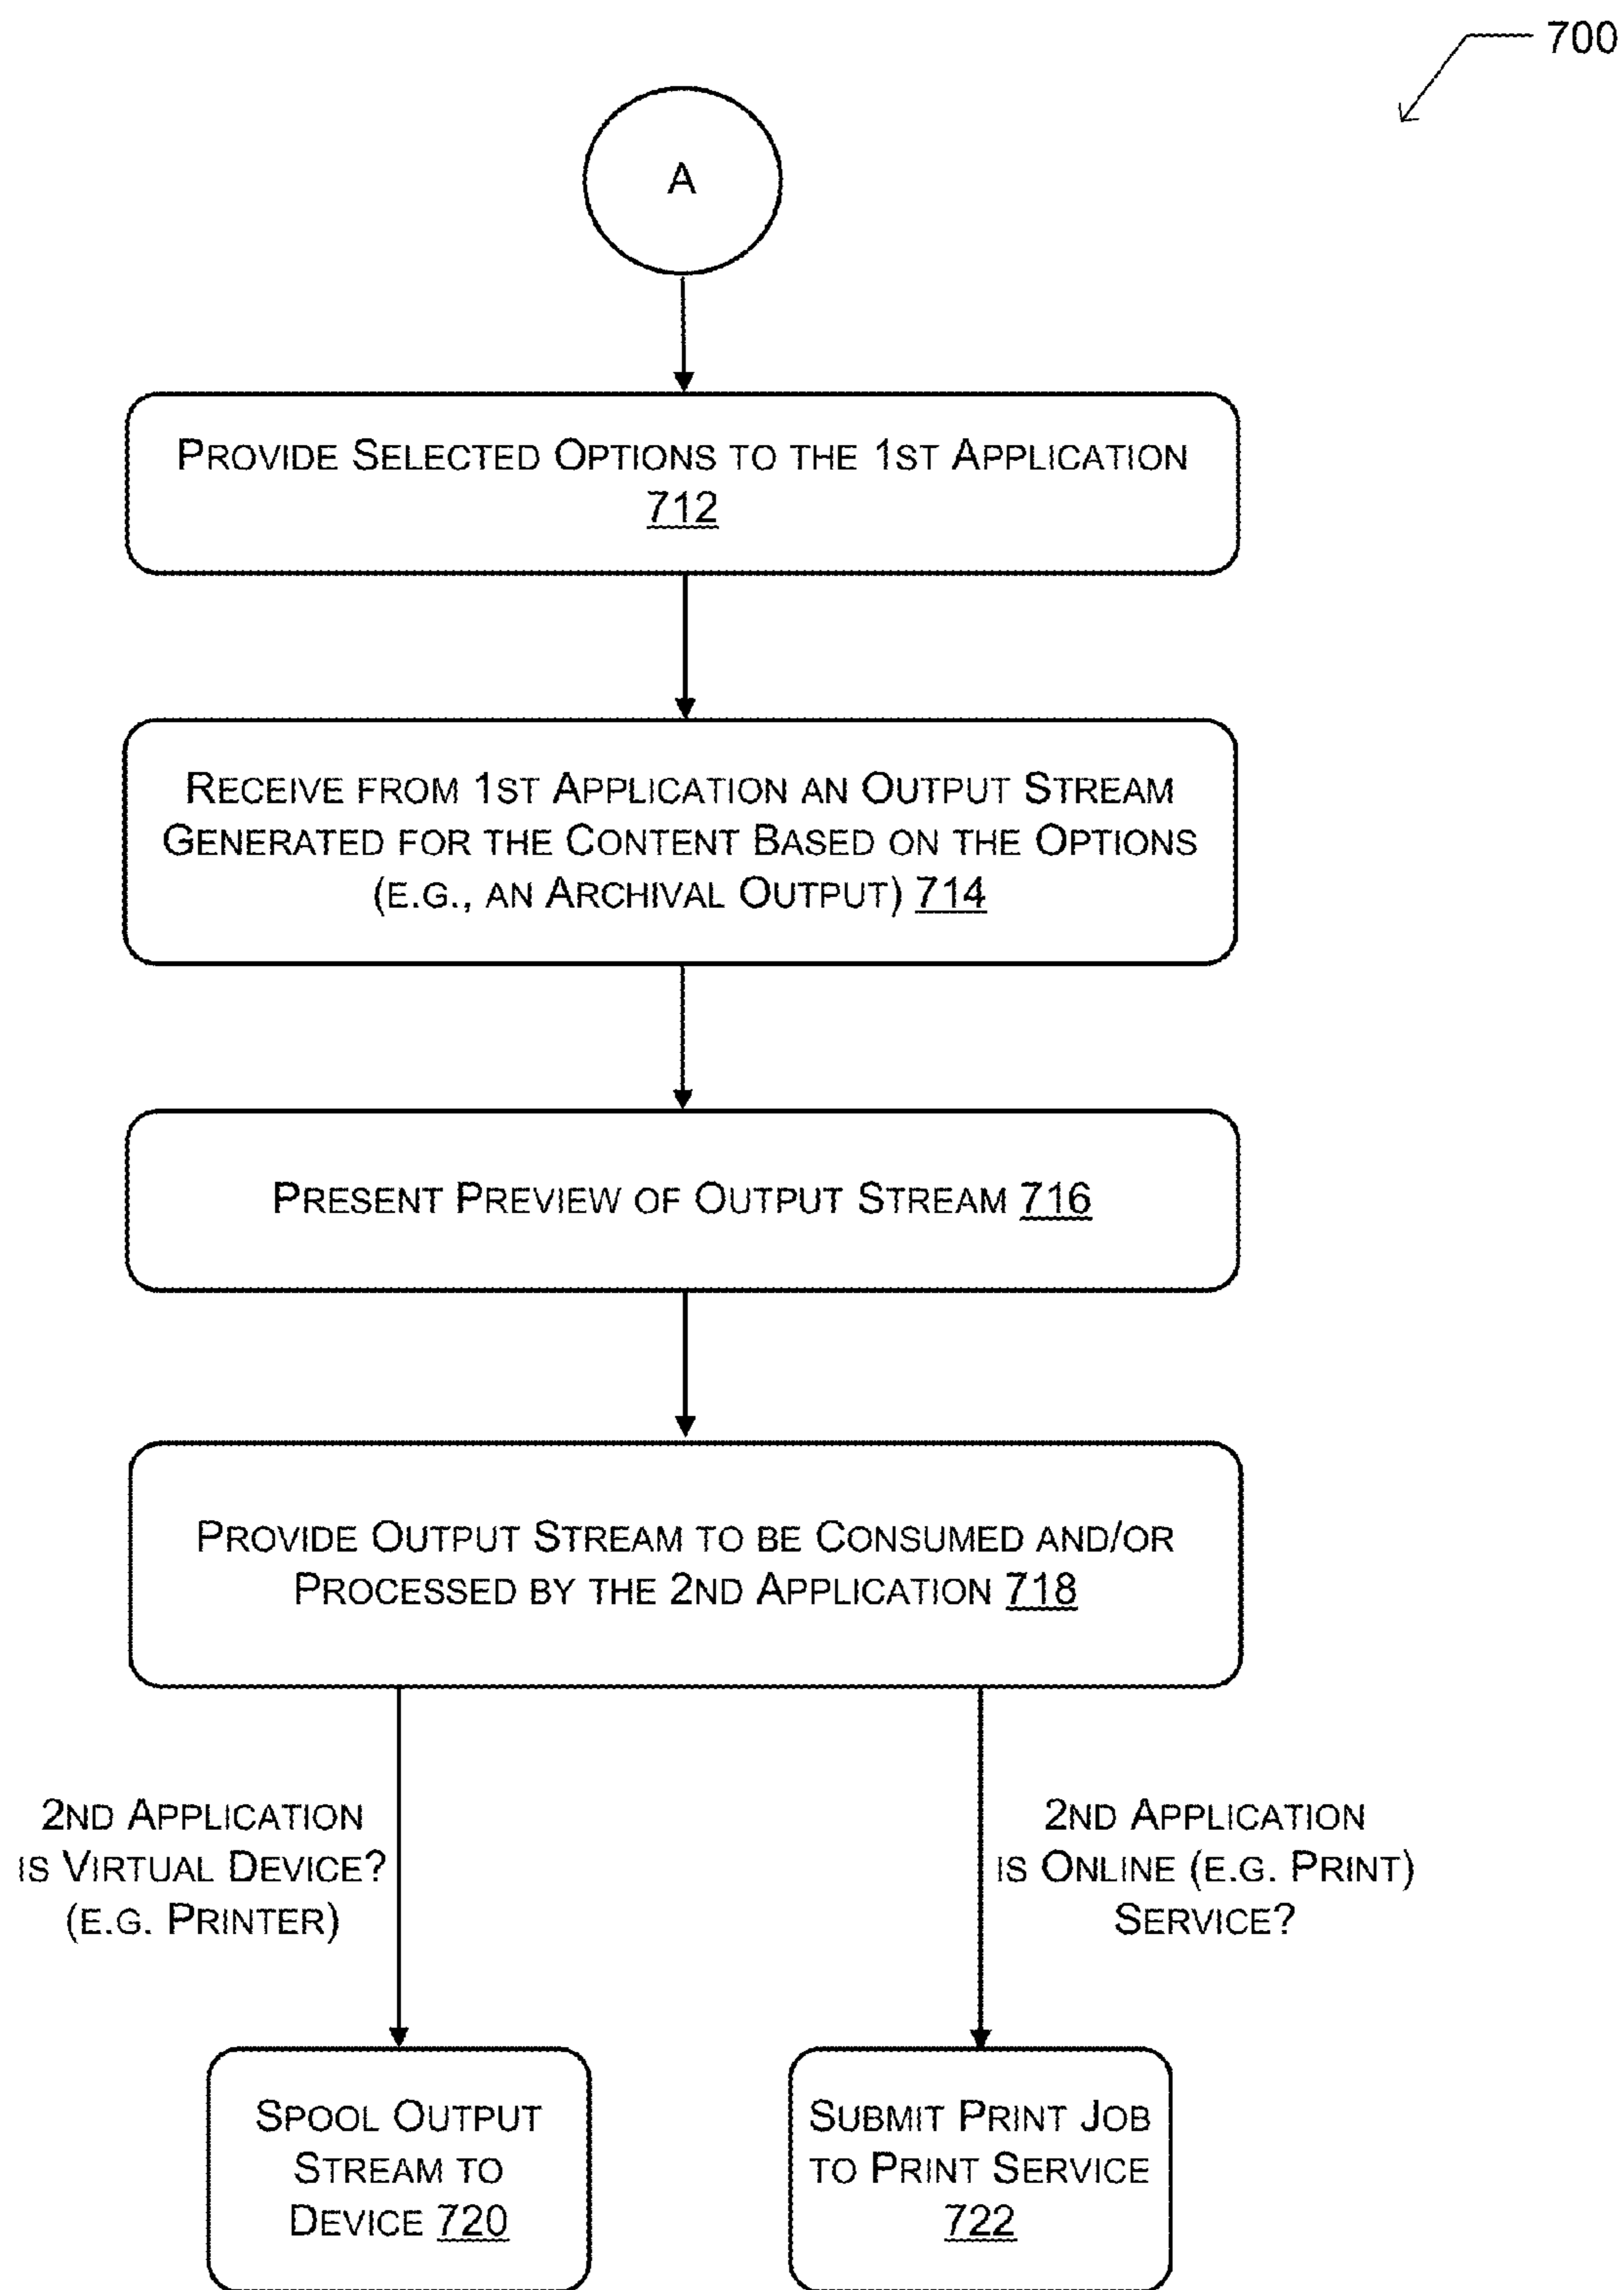 700
A
PROVIDE SELECTED OPTIONS TO THE 1ST APPLICATION
712
RECEIVE FROM 1ST APPLICATION AN OUTPUT STREAM
GENERATED FOR THE CONTENT BASED ON THE OPTIONS
(E.G., AN ARCHIVAL OUTPUT) 714
PRESENT PREVIEW OF OUTPUT STREAM 716
PROVIDE OUTPUT STREAM TO BE CONSUMED AND/OR
PROCESSED BY THE 2ND APPLICATION 718
2ND APPLICATION
IS VIRTUAL DEVICE?
(E.G. PRINTER)
2ND APPLICATION
IS ONLINE (E.G. PRINT)
SERVICE?
SPOOL OUTPUT
STREAM TO
DEVICE 720
SUBMIT PRINT JOB
TO PRINT SERVICE
722